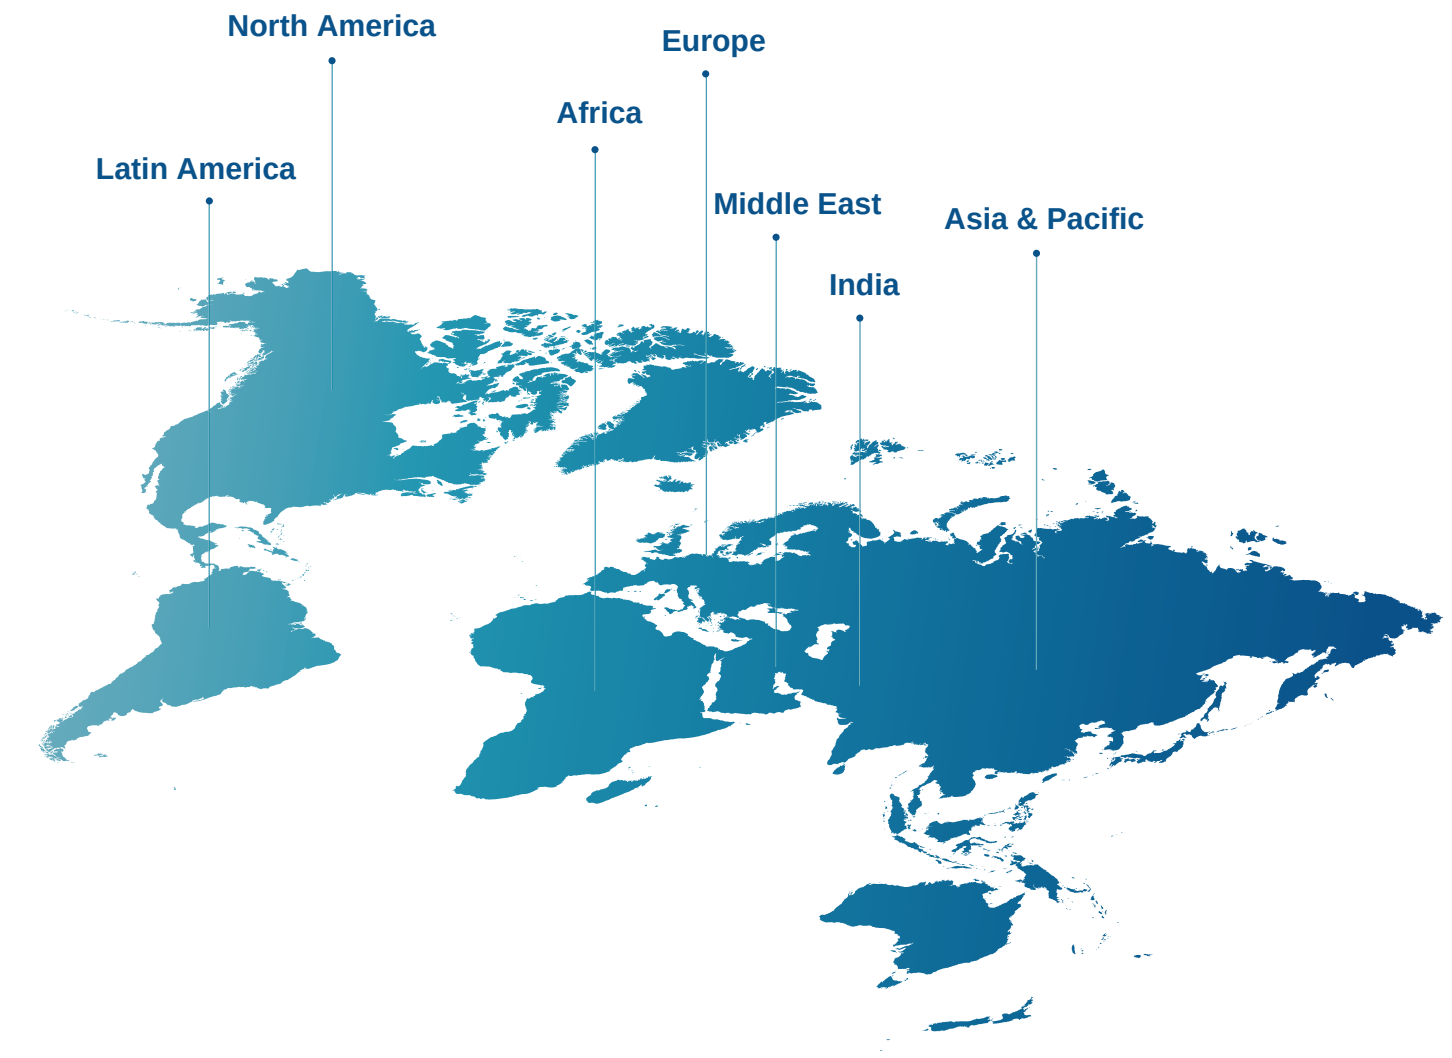 North America
Europe
Africa
Latin America
Middle East
Asia & Pacific
India